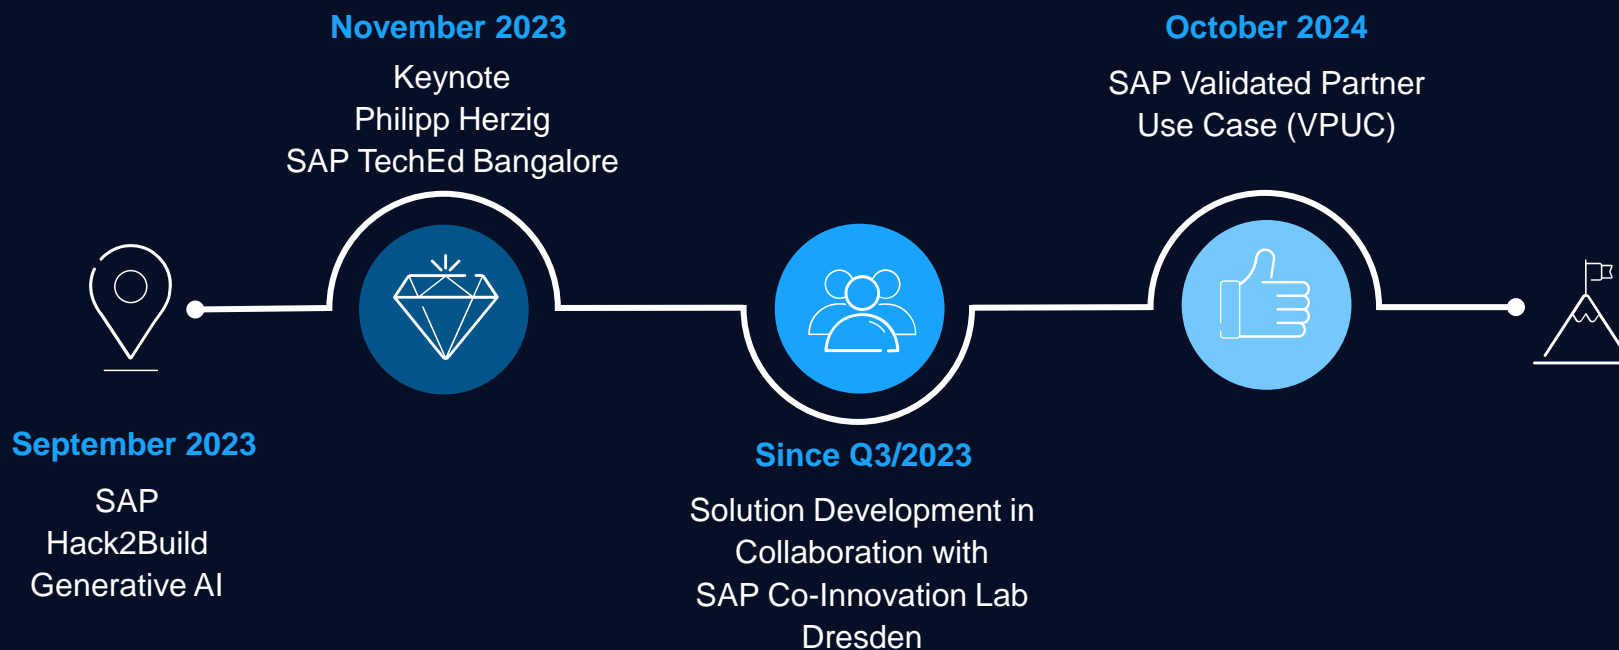 September 2023
SAP
Hack2Build
Generative AI
November 2023
Keynote
Philipp Herzig
SAP TechEd Bangalore
Since Q3/2023
Solution Development in
Collaboration with
SAP Co-Innovation Lab
Dresden
October 2024
SAP Validated Partner
Use Case (VPUC)